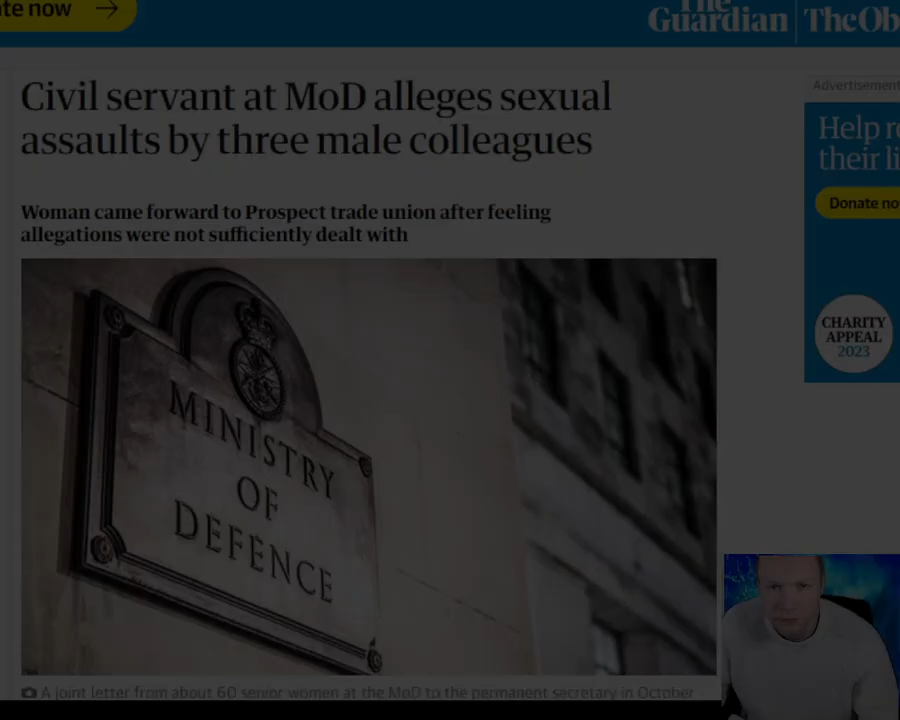 ate now
The
Guardian
The Ob
Civil servant at MoD alleges sexual
assaults by three male colleagues
Advertisement
Help re
their li
Donate no
Woman came forward to Prospect trade union after feeling
allegations were not sufficiently dealt with
CHARITY
APPEAL
2023
MINISTRY
OF
DEFENCE
A joint letter from about 60 senior women at the MoD to the permanent secretary in October